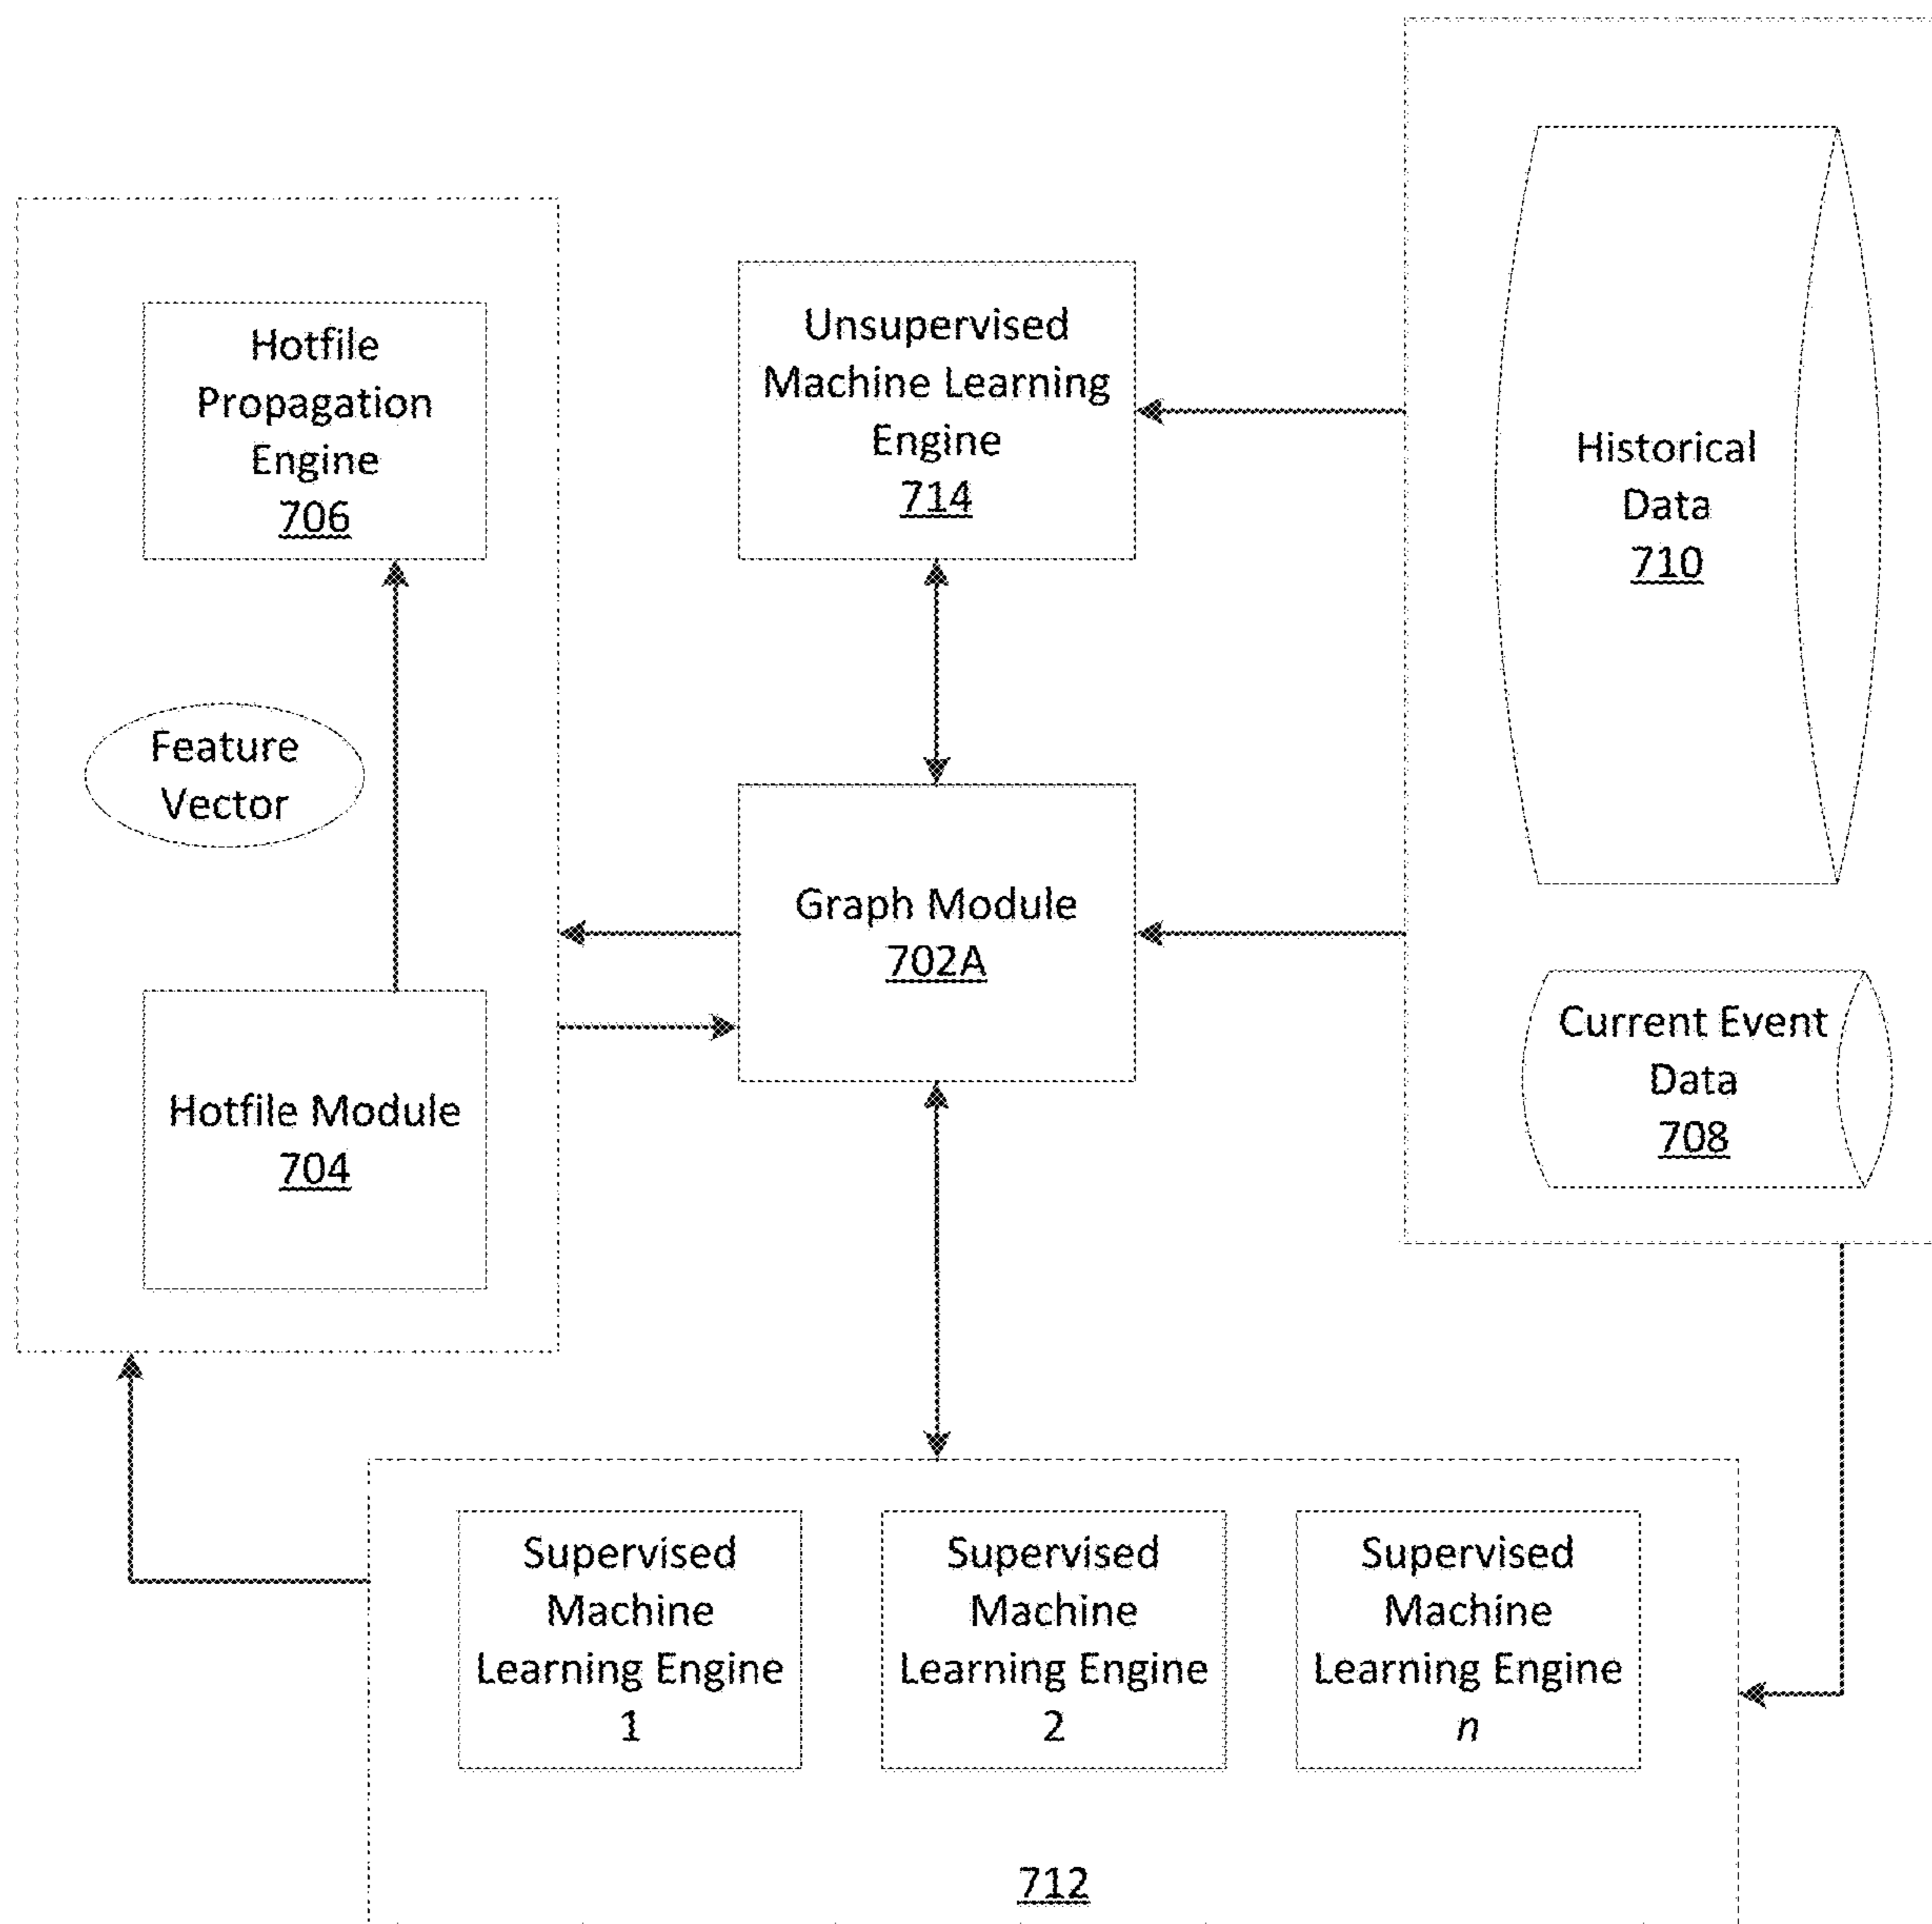 Hotfile
Propagation
Engine
706
Feature
Vector
Hotfile Module
704
Unsupervised
Machine Learning
Engine
714
Graph Module
702A
Historical
Data
710
Current Event
Data
708
Supervised
Machine
Learning Engine
1
Supervised
Machine
Learning Engine
2
Supervised
Machine
Learning Engine
n
712